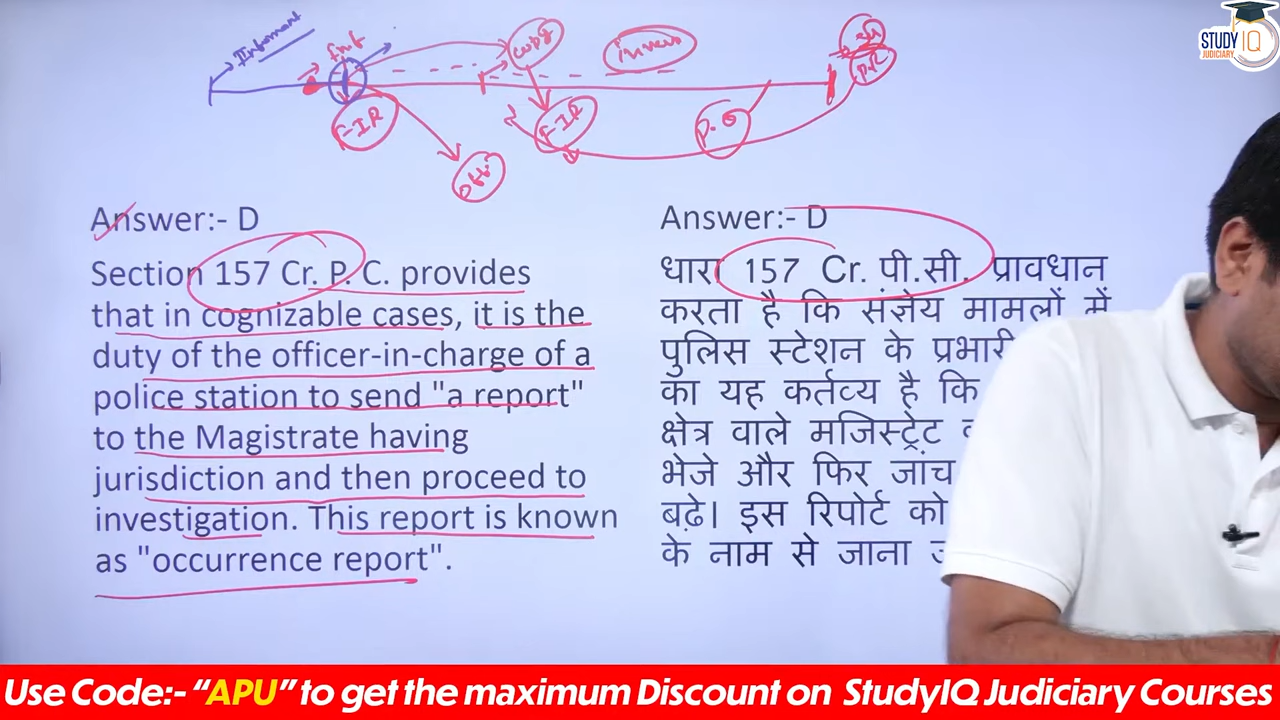 Informant
FIR
copy
FIR
STUDY IQ
JUDICIARY
Answer:- D
Section 157 Cr. P. C. provides
that in cognizable cases, it is the
duty of the officer-in-charge of a
police station to send "a report"
to the Magistrate having
jurisdiction and then proceed to
investigation. This report is known
as "occurrence report".
Answer:- D
धारा 157 Cr. पी.सी. प्रावधान
करता है कि संज्ञेय मामलों में
पुलिस स्टेशन के प्रभारी
का यह कर्तव्य है कि
क्षेत्र वाले मजिस्ट्रेट
भेजे और फिर जांच
बढ़े। इस रिपोर्ट को
के नाम से जाना
Use Code:- “APU” to get the maximum Discount on StudyIQ Judiciary Courses